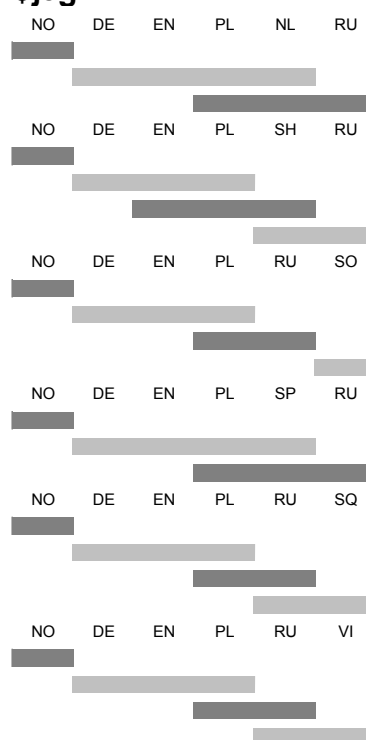 NO DE EN PL NL RU
NO DE EN PL SH RU
NO DE EN PL RU SO
NO DE EN PL SP RU
NO DE EN PL RU SQ
NO DE EN PL RU VI